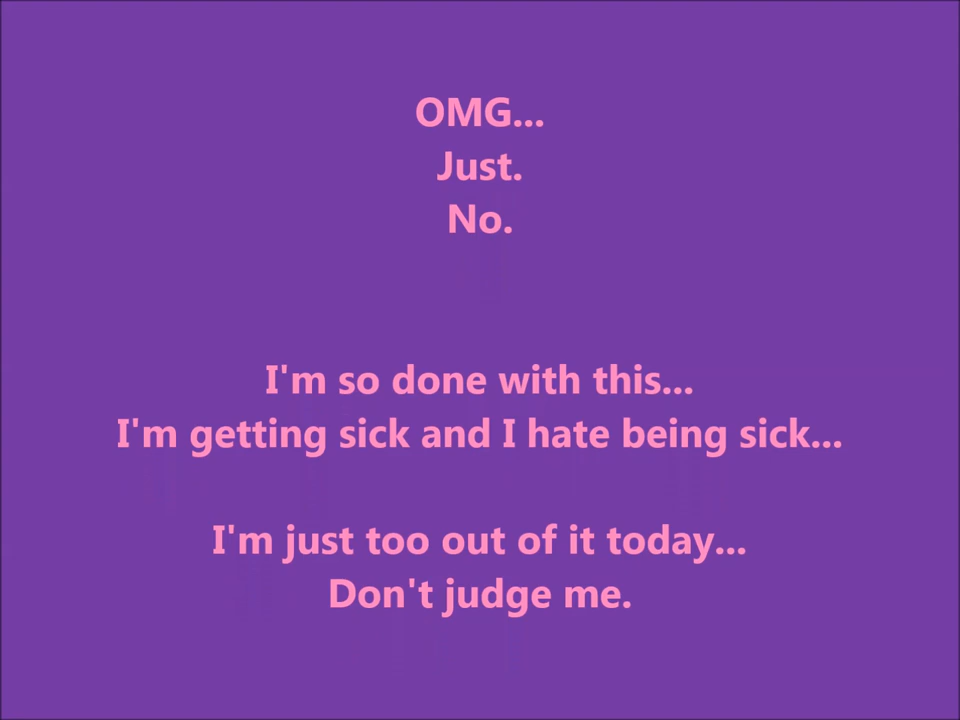 OMG...
Just.
No.
I'm so done with this...
I'm getting sick and I hate being sick...
I'm just too out of it today...
Don't judge me.